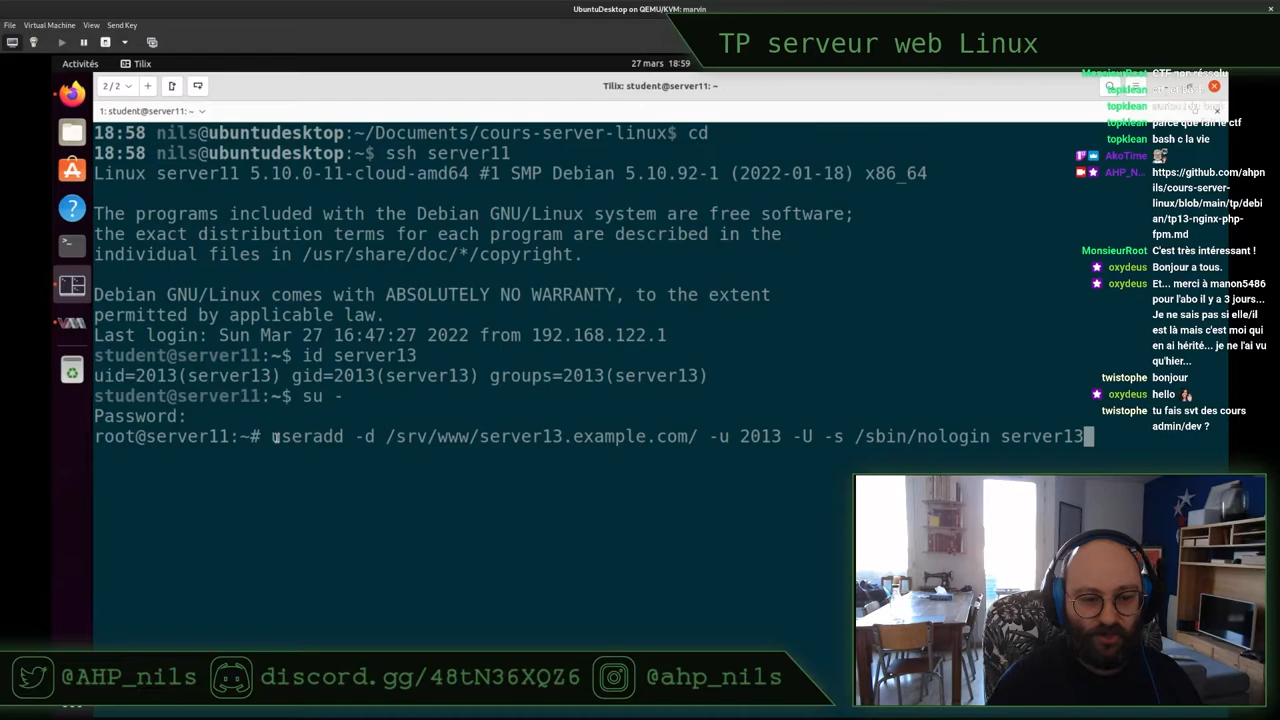 UbuntuDesktop on QEMU/KVM: marvin
File Virtual Machine View Send Key
TP serveur web Linux
Activités
Tilix
27 mars 18:59
2/2
Tilix: student@server11: ~
1: student@server11: ~
18:58 nils@ubuntudesktop:~/Documents/cours-server-linux$ cd
18:58 nils@ubuntudesktop:~$ ssh server11
Linux server11 5.10.0-11-cloud-amd64 #1 SMP Debian 5.10.92-1 (2022-01-18) x86_64
The programs included with the Debian GNU/Linux system are free software;
the exact distribution terms for each program are described in the
individual files in /usr/share/doc/*/copyright.
Debian GNU/Linux comes with ABSOLUTELY NO WARRANTY, to the extent
permitted by applicable law.
Last login: Sun Mar 27 16:47:27 2022 from 192.168.122.1
student@server11:~$ id server13
uid=2013(server13) gid=2013(server13) groups=2013(server13)
student@server11:~$ su -
Password:
root@server11:~# useradd -d /srv/www/server13.example.com/ -u 2013 -U -s /sbin/nologin server13
MonsieurRoot CTF non réssolu
topklean
topklean
topklean parce que fail le ctf
topklean bash c la vie
AkoTime
AHP_N...
https://github.com/ahp
nils/cours-server-
linux/blob/main/tp/debi
an/tp13-nginx-php-
fpm.md
MonsieurRoot C'est très intéressant !
oxydeus Bonjour a tous.
oxydeus Et... merci à manon5486
pour l'abo il y a 3 jours...
Je ne sais pas si elle/il
est là mais c'est moi qui
en ai hérité... je ne l'ai vu
qu'hier...
twistophe bonjour
oxydeus hello
twistophe tu fais svt des cours
admin/dev ?
@AHP_nils
discord.gg/48tN36XQZ6
@ahp_nils